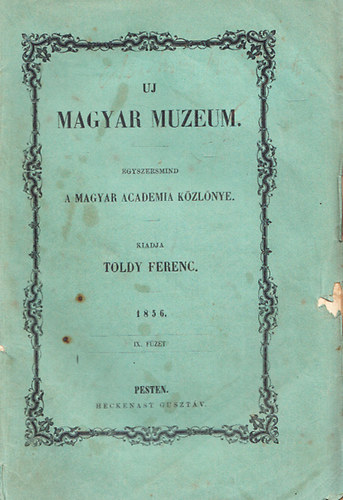 UJ
MAGYAR MUZEUM.
EGYSZERSMIND
A MAGYAR ACADEMIA KÖZLÖNYE.
KIADJA
TOLDY FERENC.
1856.
IX. FÜZET
PESTEN.
HECKENAST GUSZTÁV.